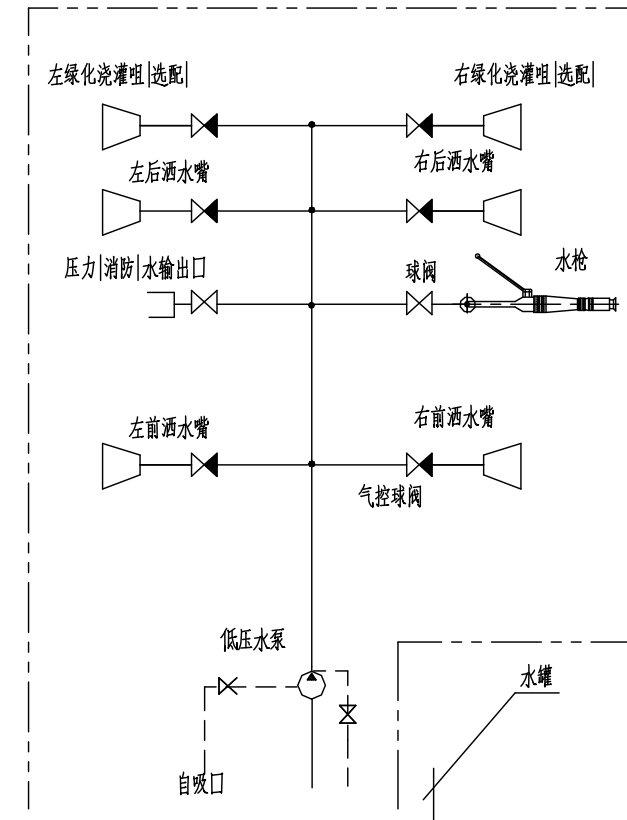 左绿化浇灌咀|选配|
右绿化浇灌咀|选配|
左后洒水嘴
右后洒水嘴
压力|消防|水输出口
球阀
水枪
左前洒水嘴
右前洒水嘴
气控球阀
低压水泵
水罐
自吸口